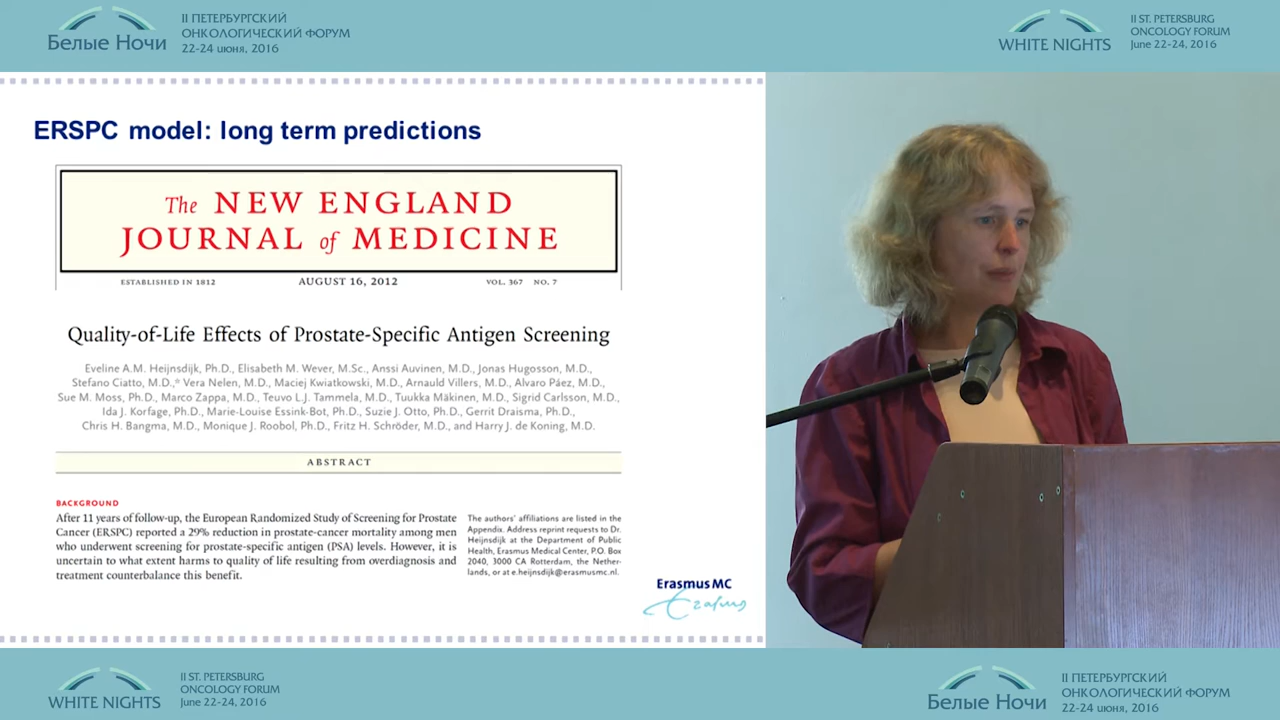 Белые Ночи
II ПЕТЕРБУРГСКИЙ
ОНКОЛОГИЧЕСКИЙ ФОРУМ
22-24 июня, 2016
WHITE NIGHTS
II ST. PETERSBURG
ONCOLOGY FORUM
June 22-24, 2016
ERSPC model: long term predictions
The NEW ENGLAND
JOURNAL of MEDICINE
ESTABLISHED IN 1812 AUGUST 16, 2012 VOL. 367 NO. 7
Quality-of-Life Effects of Prostate-Specific Antigen Screening
Eveline A.M. Heijnsdijk, Ph.D., Elisabeth M. Wever, M.Sc., Anssi Auvinen, M.D., Jonas Hugosson, M.D.,
Stefano Ciatto, M.D.,* Vera Nelen, M.D., Maciej Kwiatkowski, M.D., Arnauld Villers, M.D., Alvaro Páez, M.D.,
Sue M. Moss, Ph.D., Marco Zappa, M.D., Teuvo L.J. Tammela, M.D., Tuukka Mäkinen, M.D., Sigrid Carlsson, M.D.,
Ida J. Korfage, Ph.D., Marie-Louise Essink-Bot, Ph.D., Suzie J. Otto, Ph.D., Gerrit Draisma, Ph.D.,
Chris H. Bangma, M.D., Monique J. Roobol, Ph.D., Fritz H. Schröder, M.D., and Harry J. de Koning, M.D.
ABSTRACT
BACKGROUND
After 11 years of follow-up, the European Randomized Study of Screening for Prostate
Cancer (ERSPC) reported a 29% reduction in prostate-cancer mortality among men
who underwent screening for prostate-specific antigen (PSA) levels. However, it is
uncertain to what extent harms to quality of life resulting from overdiagnosis and
treatment counterbalance this benefit.
The authors' affiliations are listed in the
Appendix. Address reprint requests to Dr.
Heijnsdijk at the Department of Public
Health, Erasmus Medical Center, P.O. Box
2040, 3000 CA Rotterdam, the Nether-
lands, or at e.heijnsdijk@erasmusmc.nl.
Erasmus MC
Erasmus
WHITE NIGHTS
II ST. PETERSBURG
ONCOLOGY FORUM
June 22-24, 2016
Белые Ночи
II ПЕТЕРБУРГСКИЙ
ОНКОЛОГИЧЕСКИЙ ФОРУМ
22-24 июня, 2016